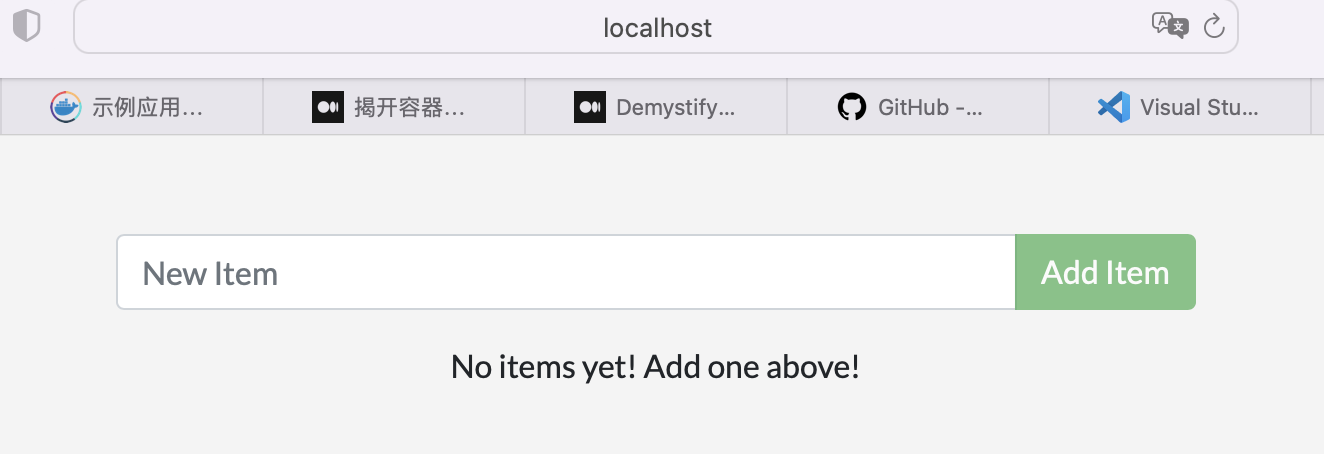 localhost
示例应用...
揭开容器...
Demystify...
GitHub -...
Visual Stu...
New Item
Add Item
No items yet! Add one above!